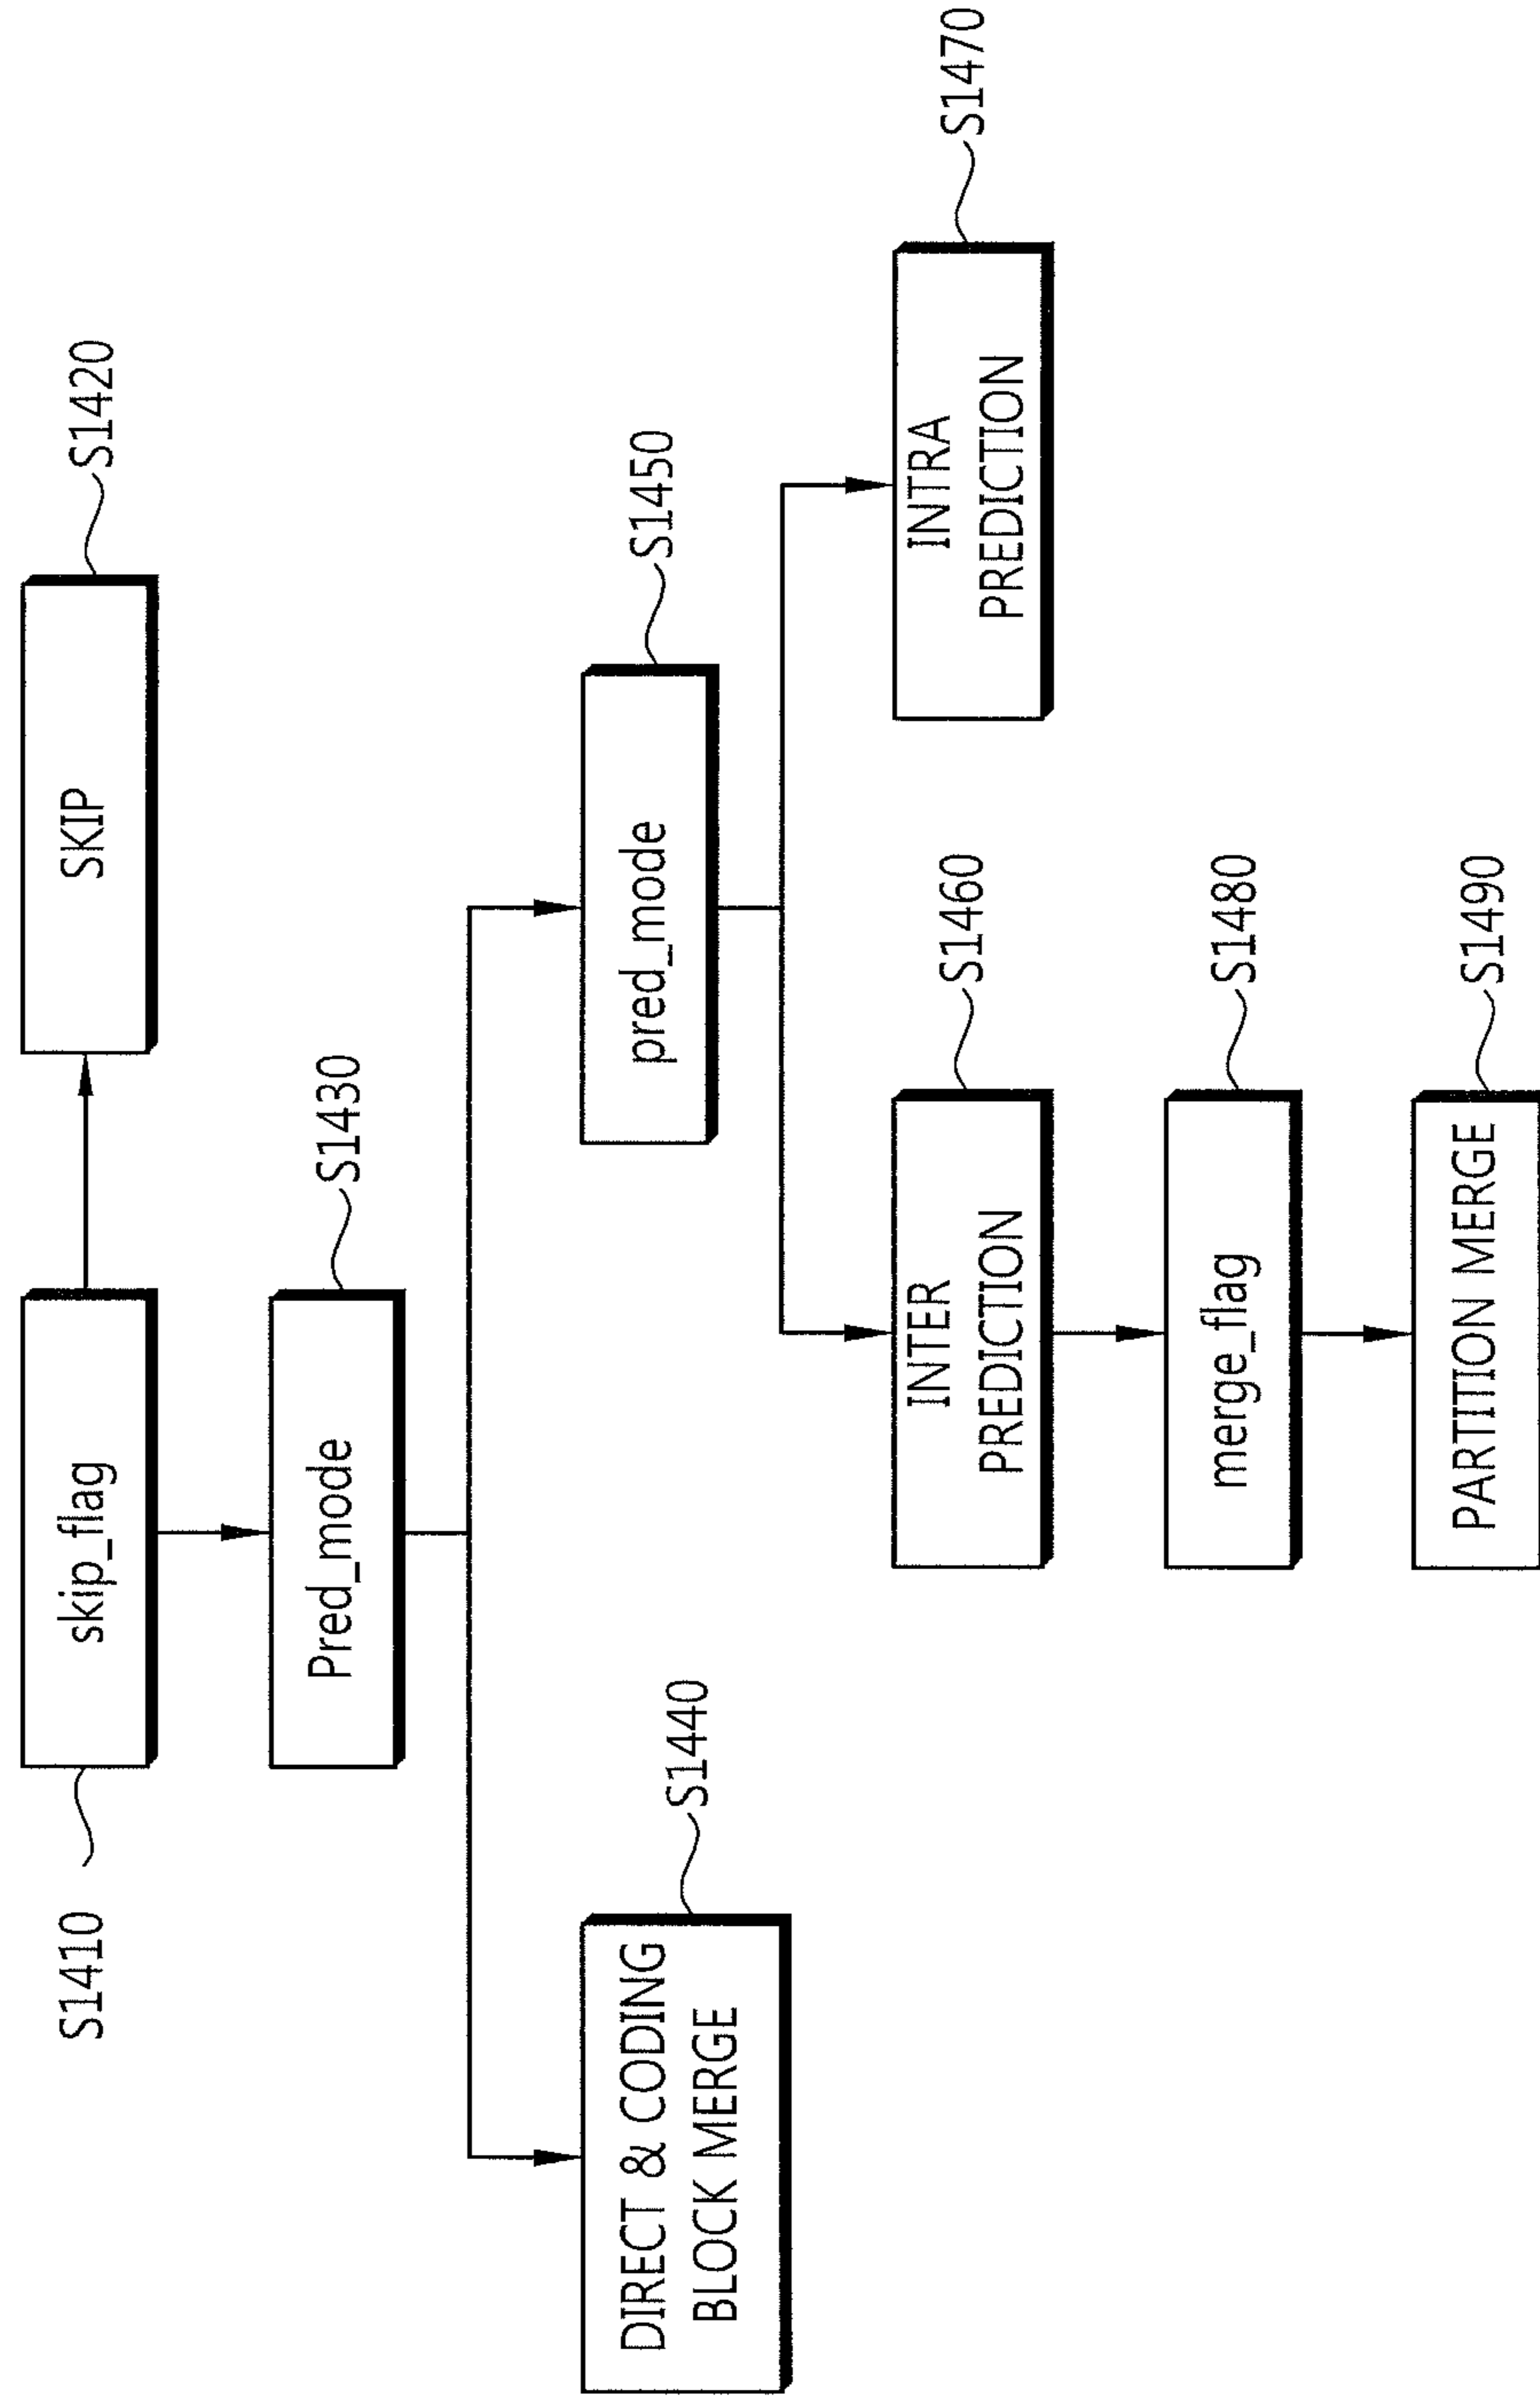 S1410
skip_flag
SKIP
S1420
Pred_mode
S1430
DIRECT & CODING
BLOCK MERGE
S1440
pred_mode
S1450
INTER
PREDICTION
S1460
INTRA
PREDICTION
S1470
merge_flag
S1480
PARTITION MERGE
S1490